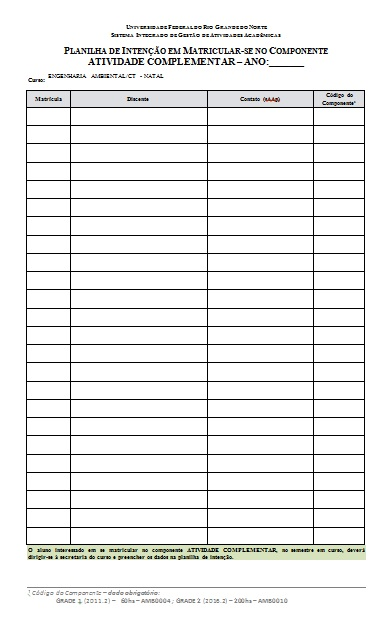 UNIVERSIDADE FEDERAL DO RIO GRANDE DO NORTE
SISTEMA INTEGRADO DE GESTÃO DE ATIVIDADES ACADÊMICAS
PLANILHA DE INTENÇÃO EM MATRICULAR-SE NO COMPONENTE
ATIVIDADE COMPLEMENTAR – ANO:_______
Curso: ENGENHARIA AMBIENTAL/CT - NATAL
Matrícula Discente Contato Código do
Componente¹
O aluno interessado em se matricular no componente ATIVIDADE COMPLEMENTAR, no semestre em curso, deverá
dirigir-se à secretaria do curso e preencher os dados na planilha de intenção.
¹ Código do Componente – dado obrigatório:
GRADE 1 (2011.2) – 60hs – AMB0004 ; GRADE 2 (2016.2) – 200hs – AMB0010